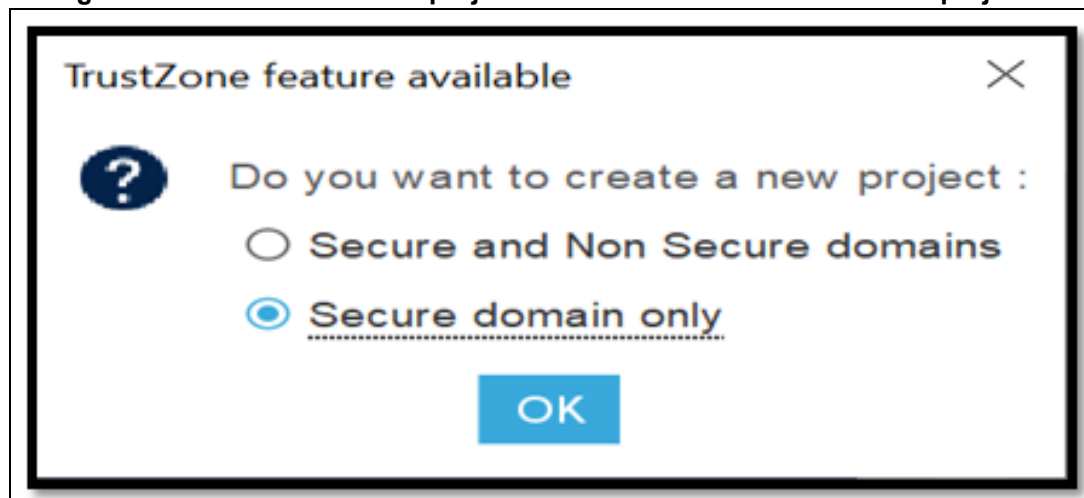 TrustZone feature available
Do you want to create a new project :
Secure and Non Secure domains
Secure domain only
OK